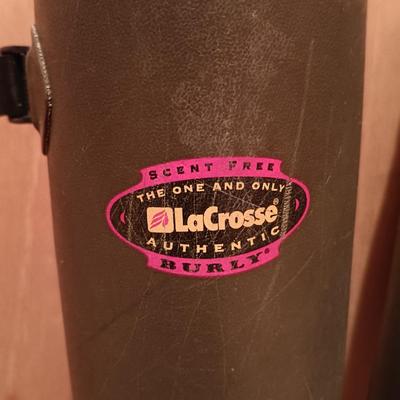 SCENT FREE
THE ONE AND ONLY
LaCrosse®
AUTHENTIC
BURLY®